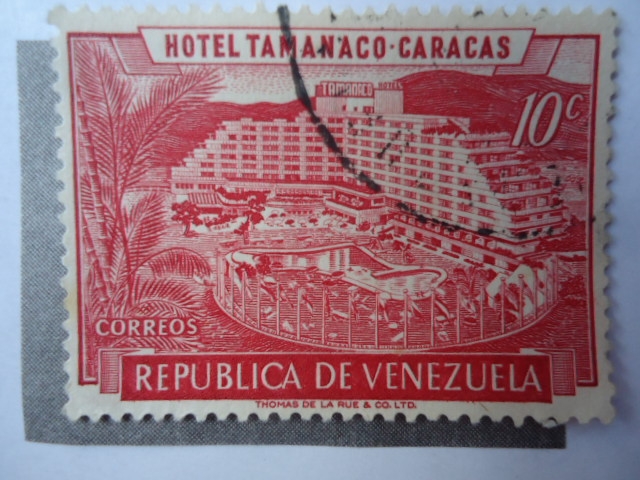 HOTEL TAMANACO·CARACAS
TAMANACO
10c
CORREOS
REPUBLICA DE VENEZUELA
THOMAS DE LA RUE & CO. LTD.